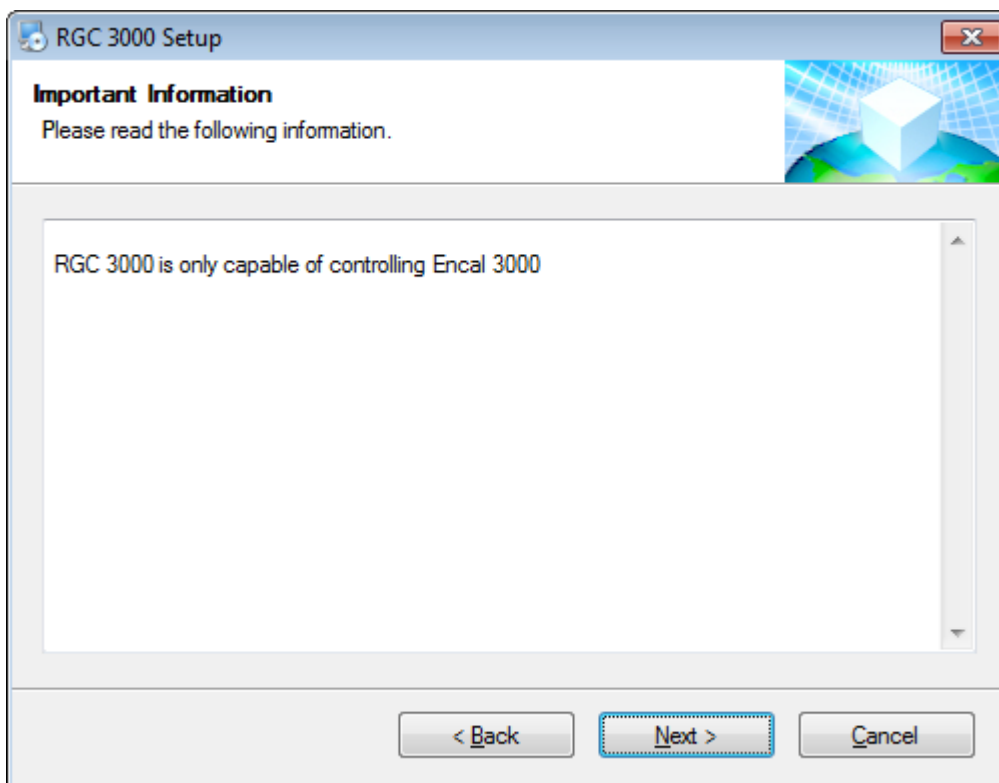 RGC 3000 Setup
Important Information
Please read the following information.
RGC 3000 is only capable of controlling Encal 3000
< Back
Next >
Cancel